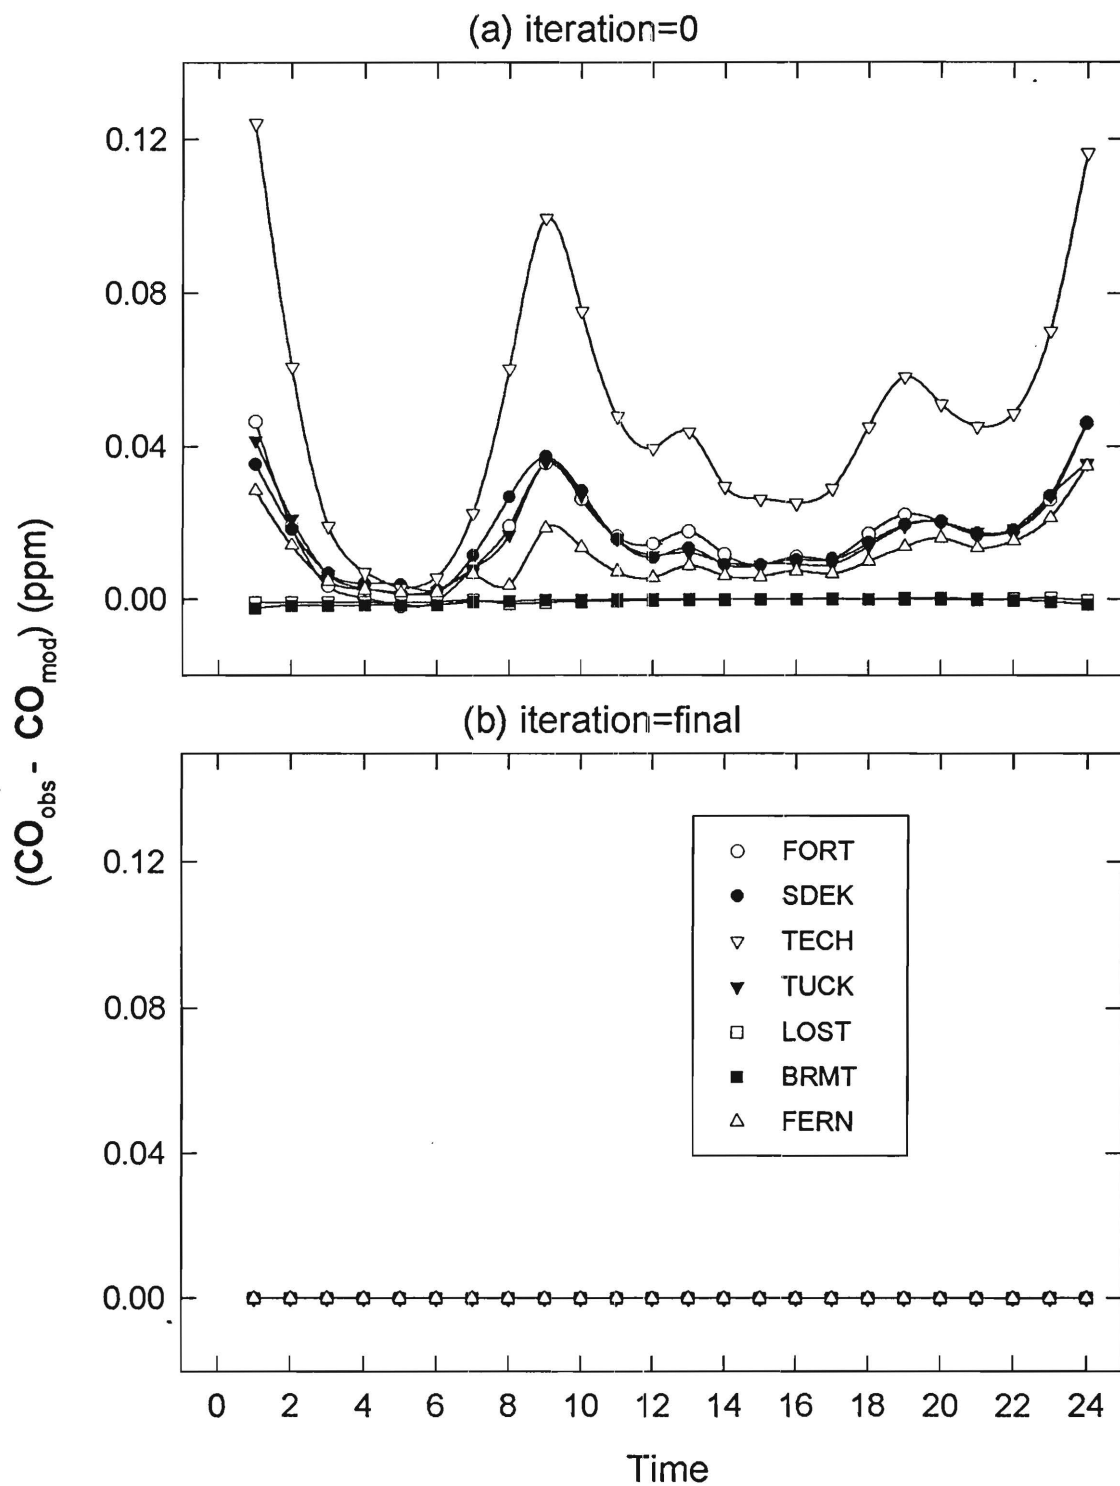 (a) iteration=0
0.12
0.08
0.04
0.00
(CO_obs - CO_mod) (ppm)
(b) iteration=final
0.12
0.08
0.04
0.00
FORT
SDEK
TECH
TUCK
LOST
BRMT
FERN
0 2 4 6 8 10 12 14 16 18 20 22 24
Time